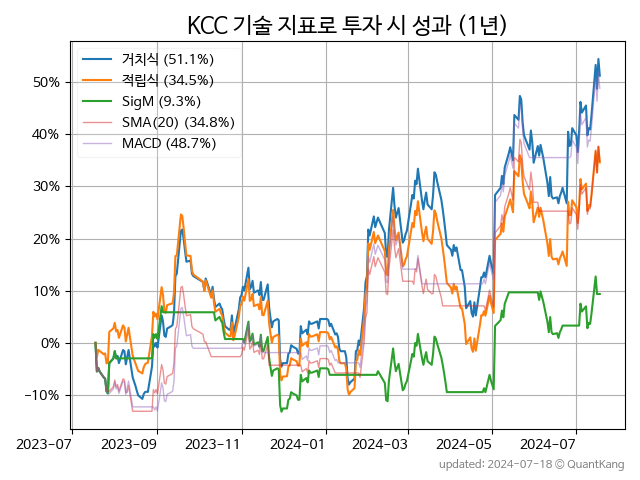 KCC 기술 지표로 투자 시 성과 (1년)
거치식 (51.1%)
적립식 (34.5%)
SigM (9.3%)
SMA(20) (34.8%)
MACD (48.7%)
50%
40%
30%
20%
10%
0%
−10%
2023-07 2023-09 2023-11 2024-01 2024-03 2024-05 2024-07
updated: 2024-07-18 © QuantKang